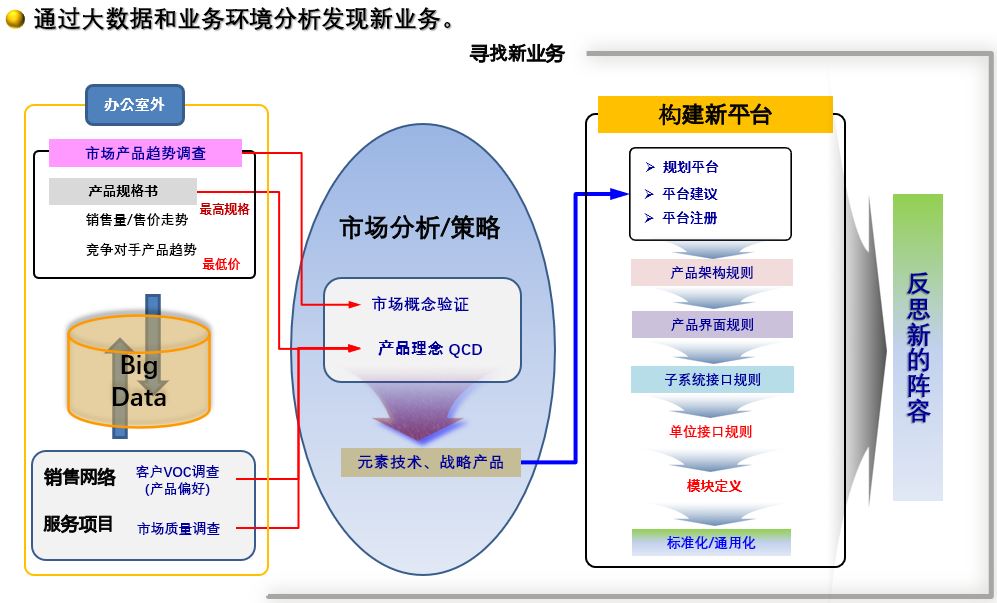 通过大数据和业务环境分析发现新业务。
寻找新业务
办公室外
市场产品趋势调查
产品规格书
最高规格
销售量/售价走势
竞争对手产品趋势
最低价
Big
Data
销售网络
客户VOC调查
(产品偏好)
服务项目
市场质量调查
市场分析/策略
市场概念验证
产品理念 QCD
元素技术、战略产品
构建新平台
规划平台
平台建议
平台注册
产品架构规则
产品界面规则
子系统接口规则
单位接口规则
模块定义
标准化/通用化
反思新的阵容